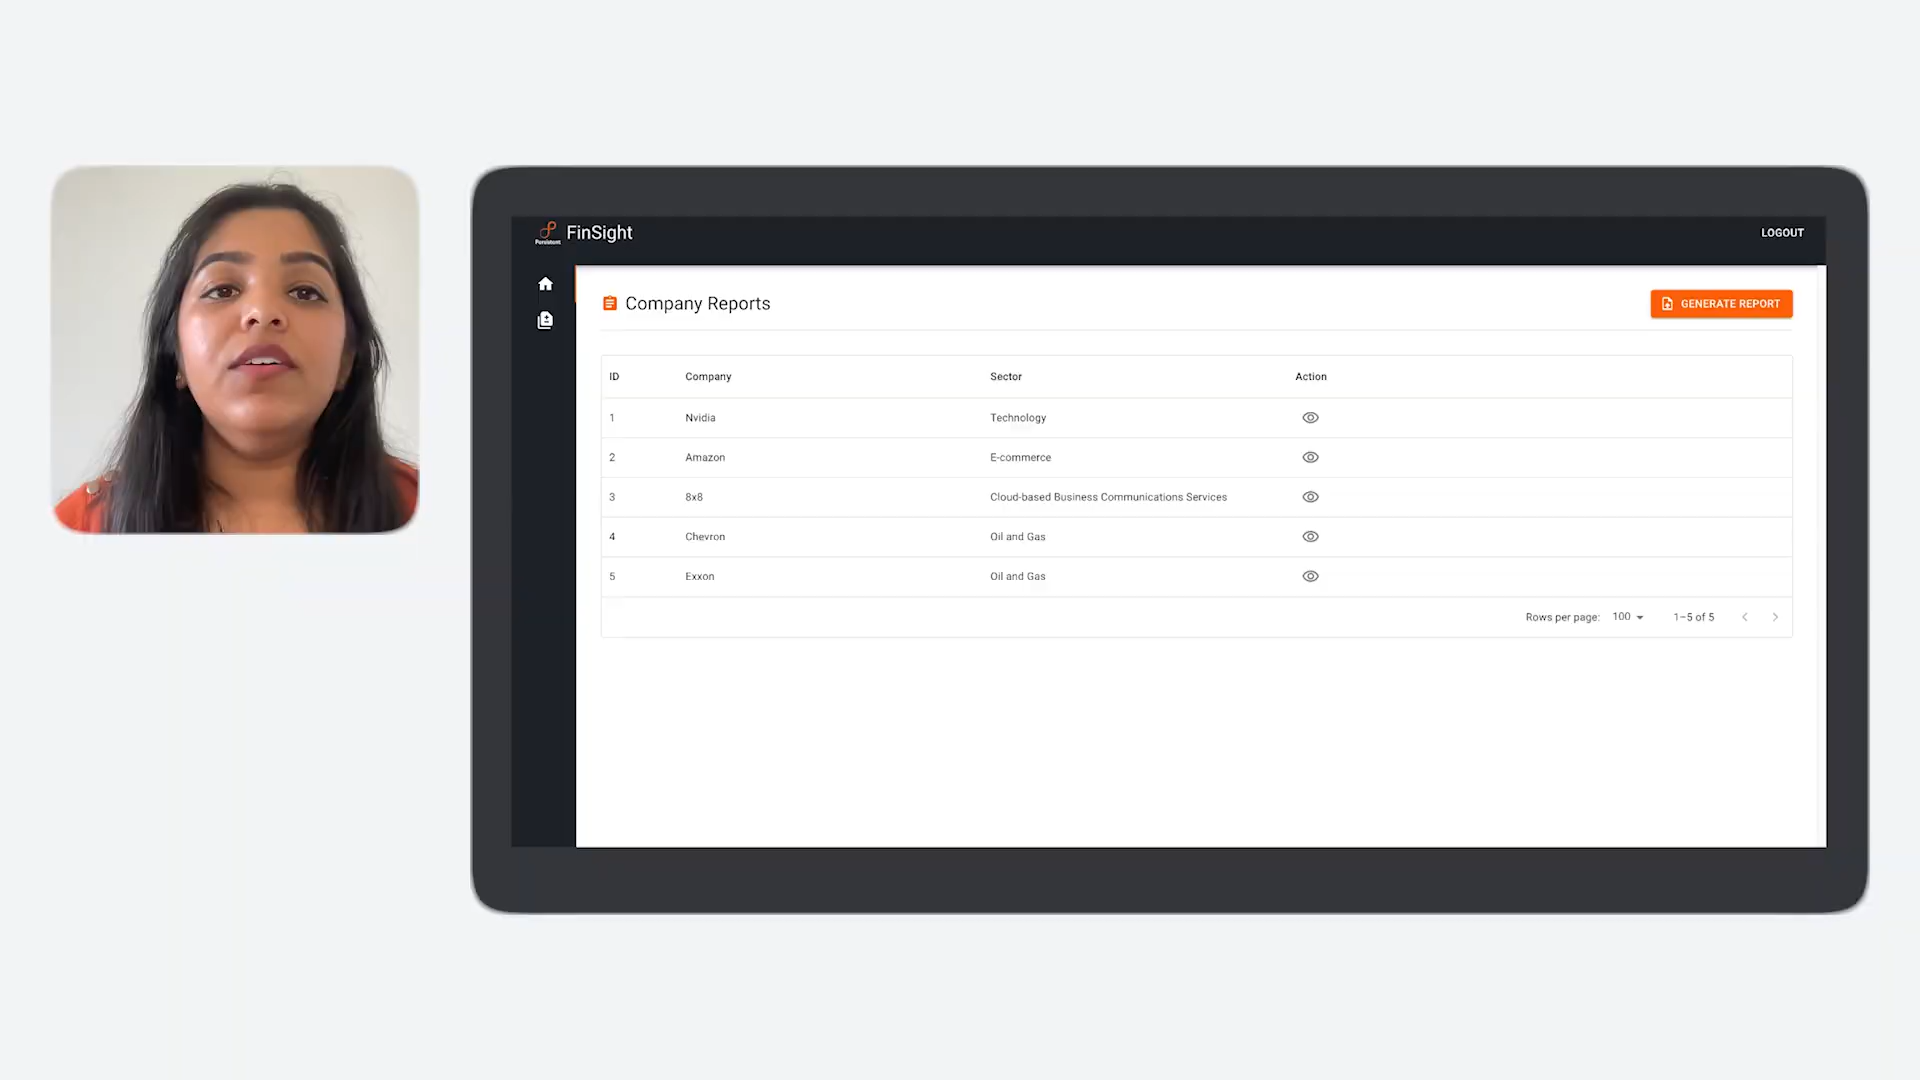 Persistent
FinSight
LOGOUT
Company Reports
GENERATE REPORT
ID Company Sector Action
1 Nvidia Technology
2 Amazon E-commerce
3 8x8 Cloud-based Business Communications Services
4 Chevron Oil and Gas
5 Exxon Oil and Gas
Rows per page: 100 1–5 of 5